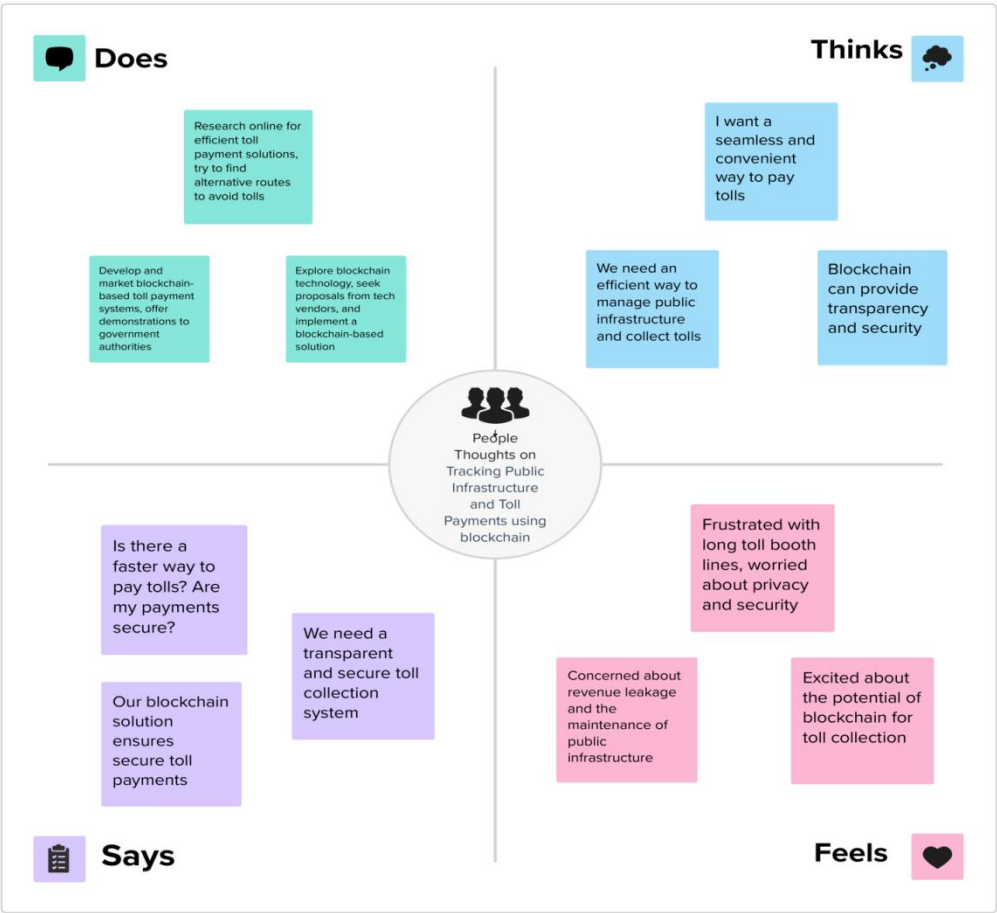 Does
Research online for
efficient toll
payment solutions,
try to find
alternative routes
to avoid tolls
Develop and
market blockchain-
based toll payment
systems, offer
demonstrations to
government
authorities
Explore blockchain
technology, seek
proposals from tech
vendors, and
implement a
blockchain-based
solution
Thinks
I want a
seamless and
convenient
way to pay
tolls
We need an
efficient way to
manage public
infrastructure
and collect tolls
Blockchain
can provide
transparency
and security
People
Thoughts on
Tracking Public
Infrastructure
and Toll
Payments using
blockchain
Is there a
faster way to
pay tolls? Are
my payments
secure?
We need a
transparent
and secure toll
collection
system
Our blockchain
solution
ensures
secure toll
payments
Says
Frustrated with
long toll booth
lines, worried
about privacy
and security
Concerned about
revenue leakage
and the
maintenance of
public
infrastructure
Excited about
the potential of
blockchain for
toll collection
Feels